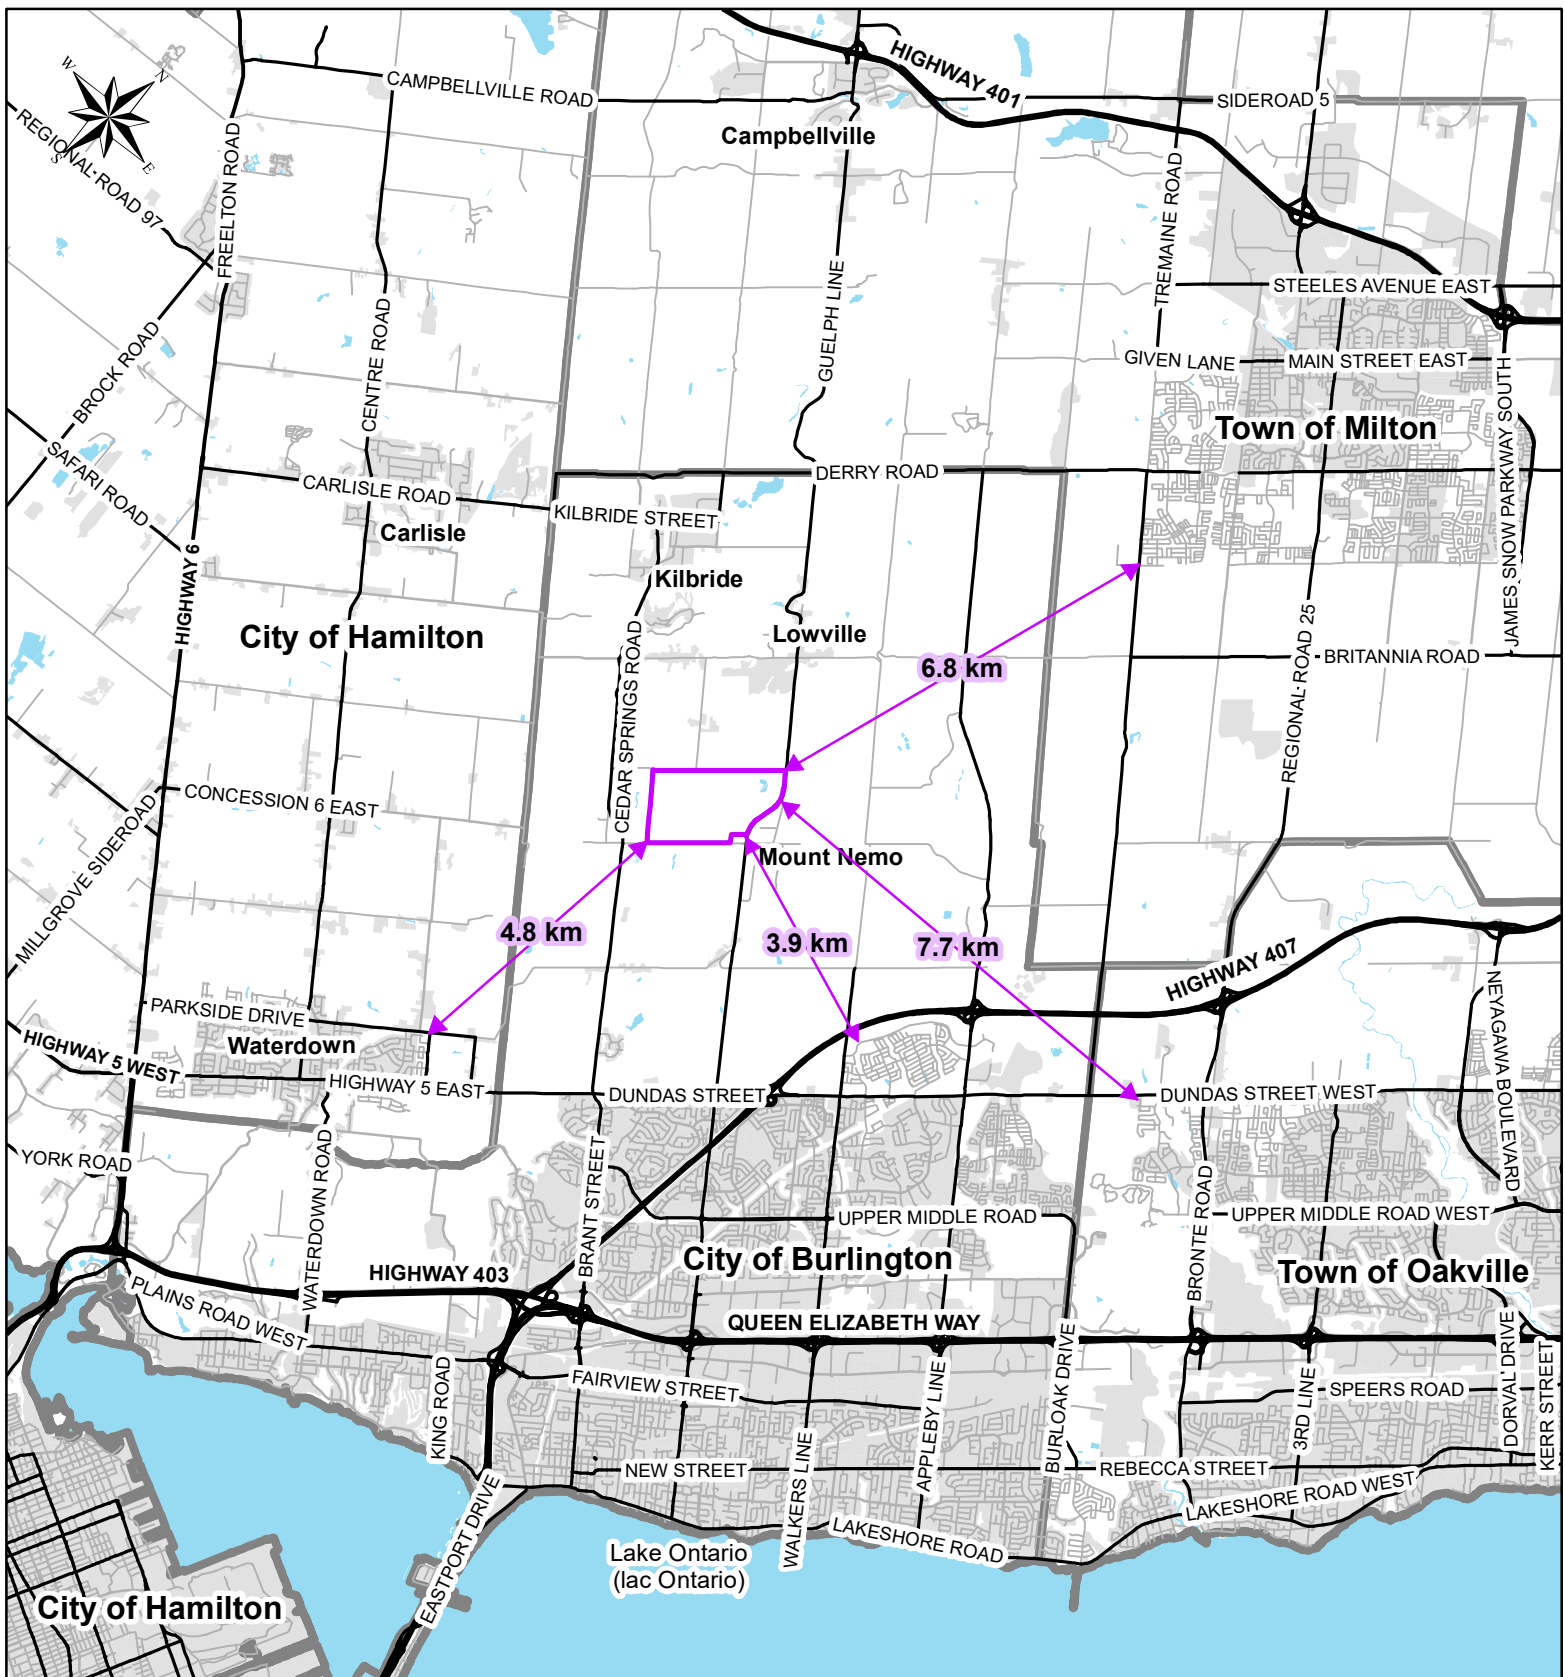 HIGHWAY 401
W
N
S
E
CAMPBELLVILLE ROAD
SIDEROAD 5
Campbellville
REGIONAL ROAD 97
FREELTON ROAD
TREMAINE ROAD
STEELES AVENUE EAST
GUELPH LINE
CENTRE ROAD
BROCK ROAD
GIVEN LANE
MAIN STREET EAST
Town of Milton
JAMES SNOW PARKWAY SOUTH
SAFARI ROAD
DERRY ROAD
CARLISLE ROAD
KILBRIDE STREET
Carlisle
HIGHWAY 6
Kilbride
City of Hamilton
Lowville
CEDAR SPRINGS ROAD
6.8 km
REGIONAL ROAD 25
BRITANNIA ROAD
CONCESSION 6 EAST
MILLGROVE SIDEROAD
Mount Nemo
4.8 km
3.9 km
7.7 km
HIGHWAY 407
NEYAGAWA BOULEVARD
PARKSIDE DRIVE
Waterdown
HIGHWAY 5 WEST
HIGHWAY 5 EAST
DUNDAS STREET
DUNDAS STREET WEST
YORK ROAD
WATERDOWN ROAD
BRANT STREET
BRONTE ROAD
UPPER MIDDLE ROAD
UPPER MIDDLE ROAD WEST
City of Burlington
Town of Oakville
HIGHWAY 403
PLAINS ROAD WEST
QUEEN ELIZABETH WAY
KING ROAD
FAIRVIEW STREET
APPLEBY LINE
BURLOAK DRIVE
3RD LINE
SPEERS ROAD
DORVAL DRIVE
KERR STREET
NEW STREET
WALKERS LINE
REBECCA STREET
LAKESHORE ROAD WEST
EASTPORT DRIVE
LAKESHORE ROAD
Lake Ontario
(lac Ontario)
City of Hamilton